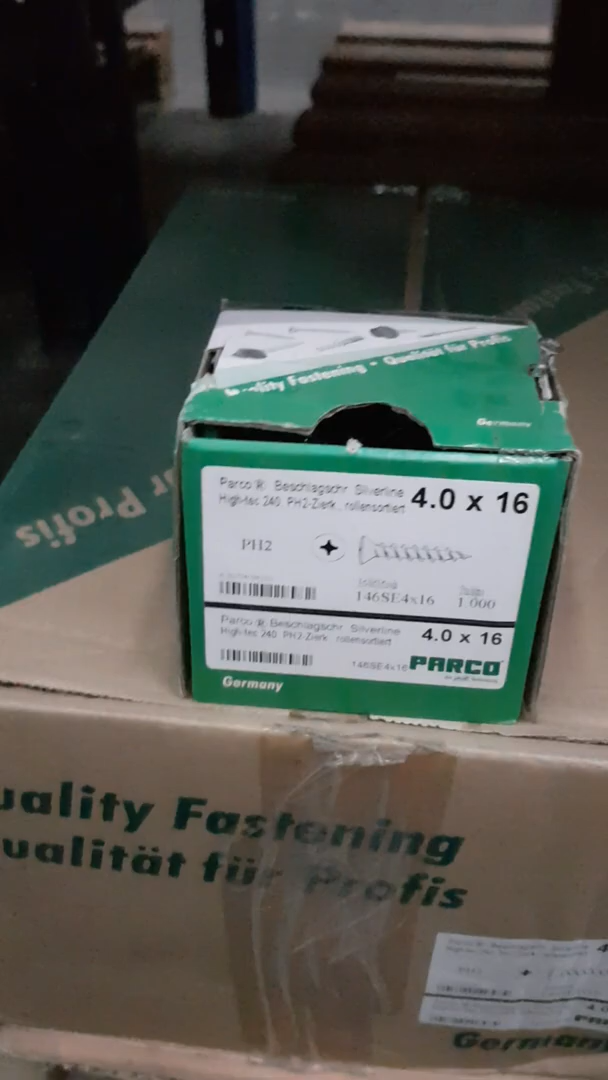 Quality Fastening • Qualität für Profis
Germany
r Profis
Parco ® Beschlagschr Silverline
High-tec 240 PH2-Zierk., rollensortiert
4.0 x 16
PH2
146SE4x16
1.000
Parco ® Beschlagschr Silverline
High-tec 240 PH2-Zierk., rollensortiert
4.0 x 16
146SE4x16
PARCO
Germany
uality Fastening
ualität für Profis
German